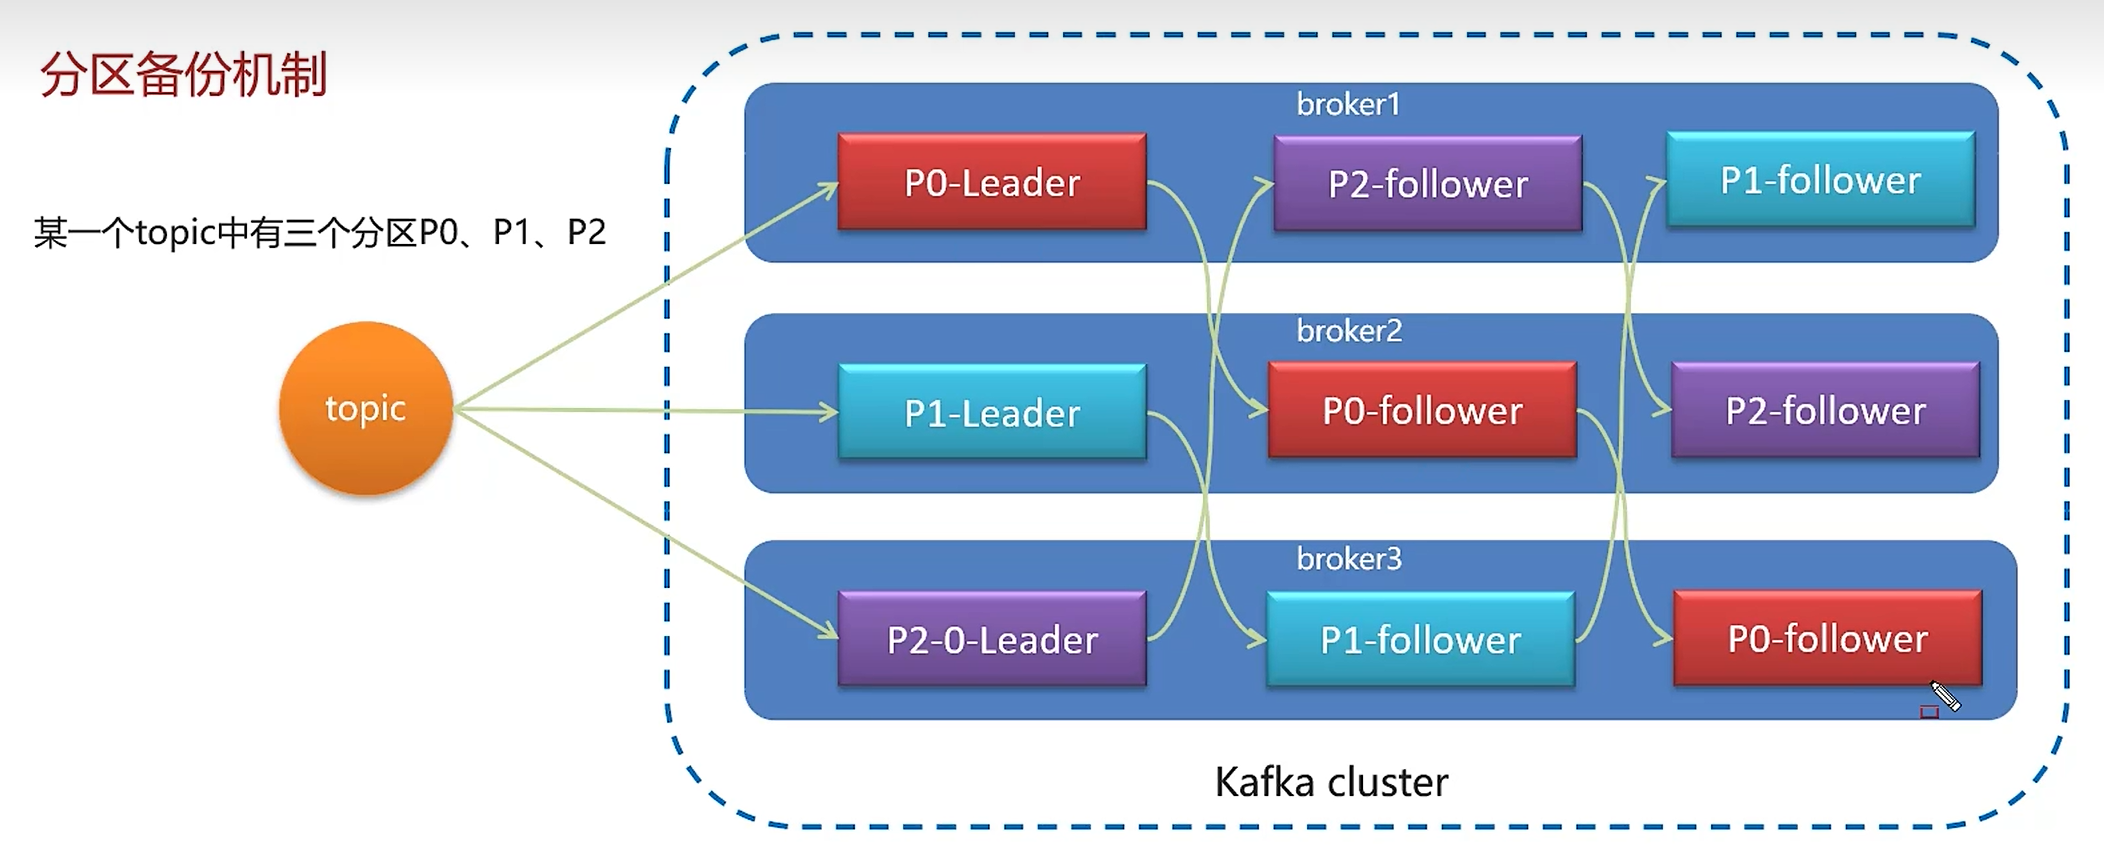 分区备份机制
某一个topic中有三个分区P0、P1、P2
topic
broker1
P0-Leader
P2-follower
P1-follower
broker2
P1-Leader
P0-follower
P2-follower
broker3
P2-0-Leader
P1-follower
P0-follower
Kafka cluster